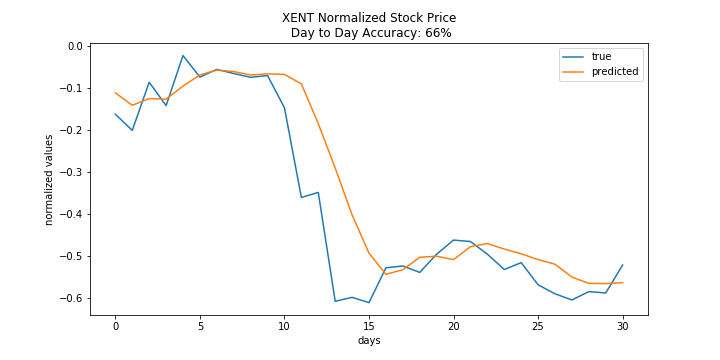 XENT Normalized Stock Price
Day to Day Accuracy: 66%
true
predicted
normalized values
0.0
−0.1
−0.2
−0.3
−0.4
−0.5
−0.6
0 5 10 15 20 25 30
days